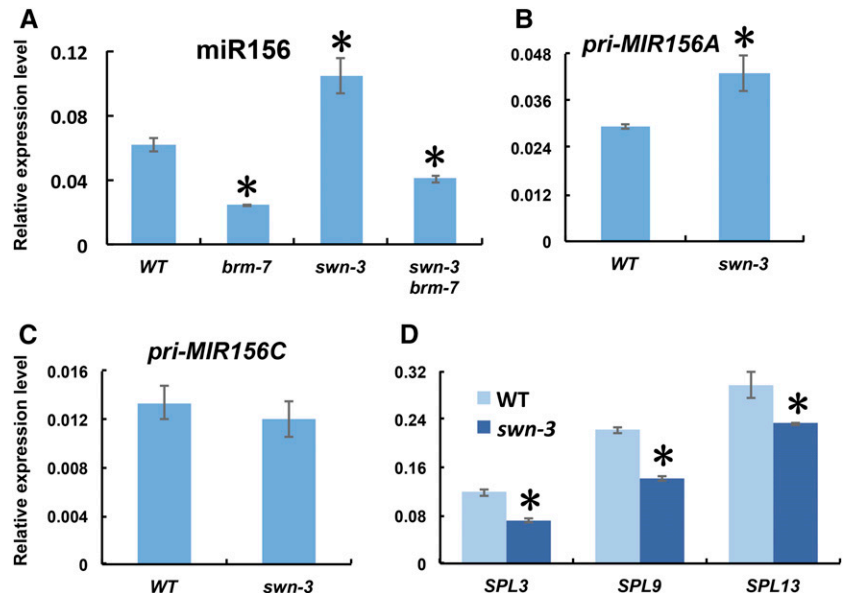 A
miR156
Relative expression level
0.12
0.08
0.04
0
*
*
*
WT
brm-7
swn-3
swn-3
brm-7
B
pri-MIR156A
0.048
0.036
0.024
0.012
0
*
WT
swn-3
C
pri-MIR156C
Relative expression level
0.016
0.012
0.008
0.004
0
WT
swn-3
D
0.32
0.24
0.16
0.08
0
WT
swn-3
*
*
*
SPL3
SPL9
SPL13